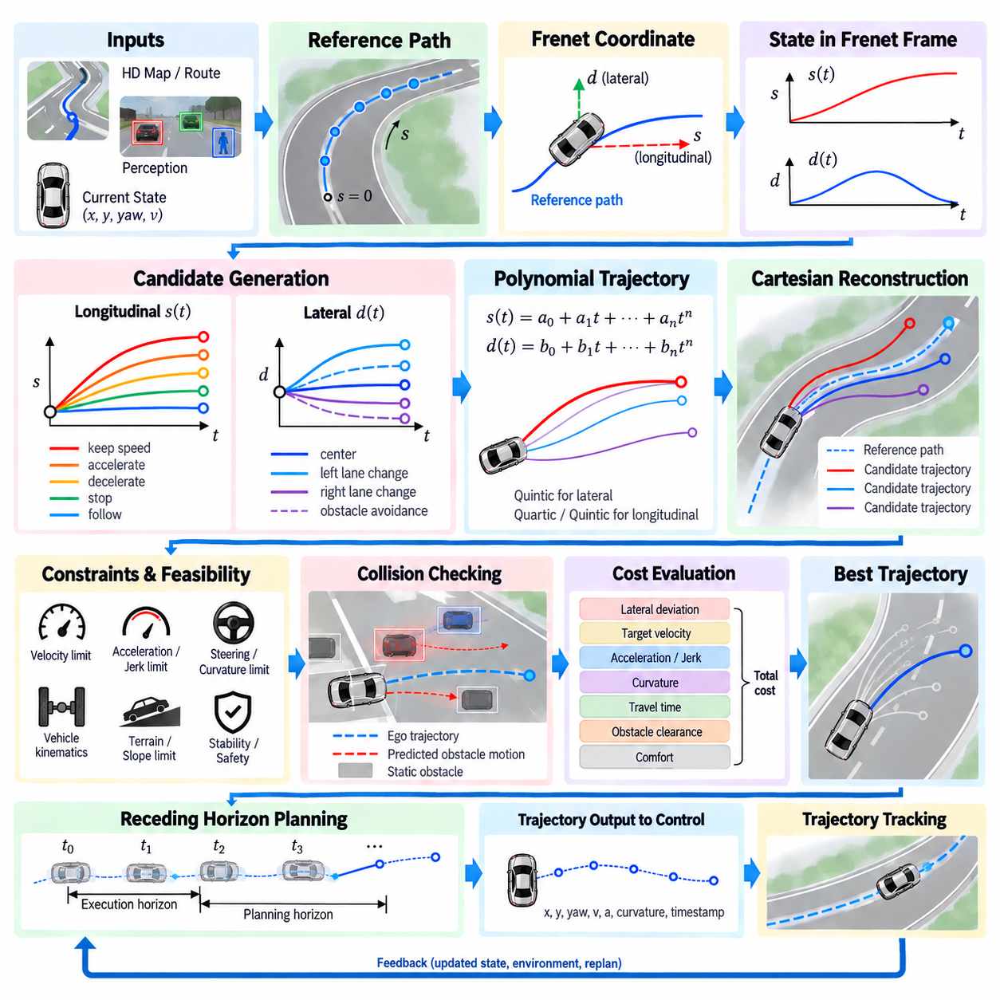 Inputs
HD Map / Route
Perception
Current State
(x, y, yaw, v)
Reference Path
s
s = 0
Frenet Coordinate
d (lateral)
s
(longitudinal)
Reference path
State in Frenet Frame
s(t)
s
t
d(t)
d
t
Candidate Generation
Longitudinal s(t)
s
t
keep speed
accelerate
decelerate
stop
follow
Lateral d(t)
d
t
center
left lane change
right lane change
obstacle avoidance
Polynomial Trajectory
s(t) = a₀ + a₁t + ⋯ + aₙtⁿ
d(t) = b₀ + b₁t + ⋯ + bₙtⁿ
Quintic for lateral
Quartic / Quintic for longitudinal
Cartesian Reconstruction
Reference path
Candidate trajectory
Candidate trajectory
Candidate trajectory
Constraints & Feasibility
Velocity limit
Acceleration /
Jerk limit
Steering /
Curvature limit
Vehicle
kinematics
Terrain /
Slope limit
Stability /
Safety
Collision Checking
Ego trajectory
Predicted obstacle motion
Static obstacle
Cost Evaluation
Lateral deviation
Target velocity
Acceleration / Jerk
Curvature
Travel time
Obstacle clearance
Comfort
Total
cost
Best Trajectory
Receding Horizon Planning
t₀ t₁ t₂ t₃ ⋯
Execution horizon
Planning horizon
Trajectory Output to Control
x, y, yaw, v, a, curvature, timestamp
Trajectory Tracking
Feedback (updated state, environment, replan)